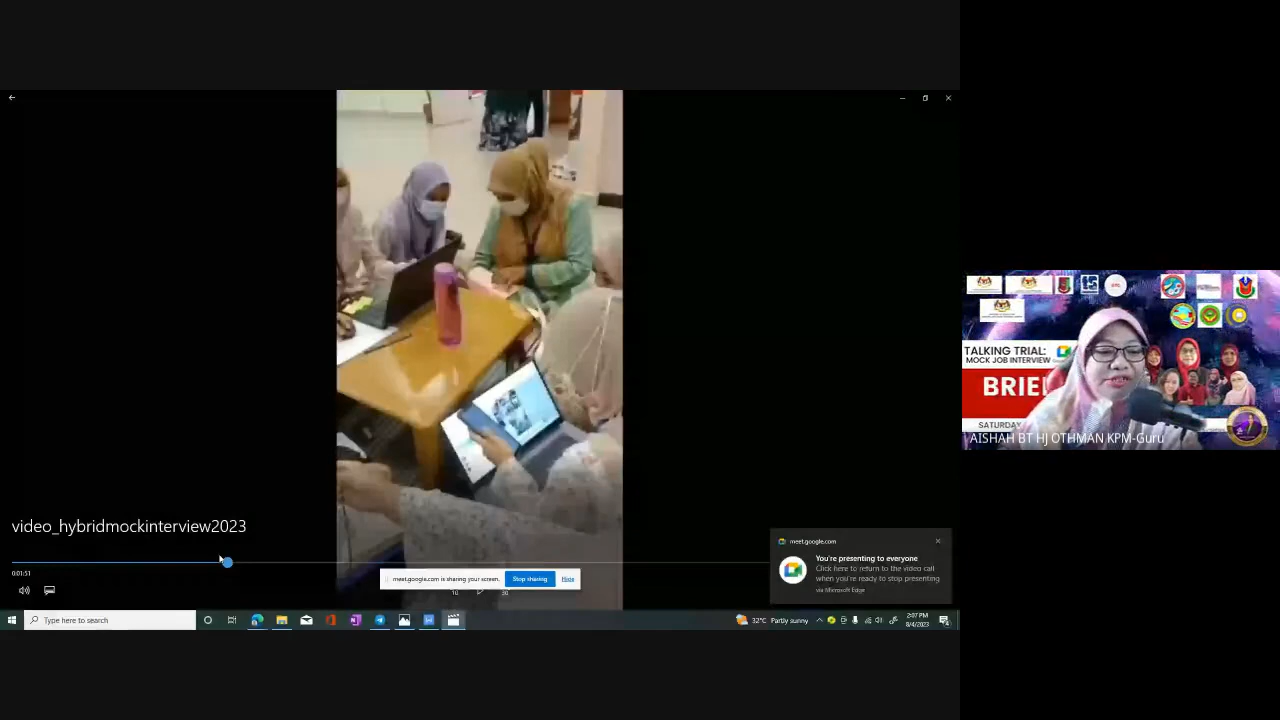 video_hybridmockinterview2023
0:01:51
meet.google.com is sharing your screen.
Stop sharing
Hide
10
30
meet.google.com
You're presenting to everyone
Click here to return to the video call
when you're ready to stop presenting
via Microsoft Edge
Type here to search
32°C Partly sunny
2:07 PM
8/4/2023
TALKING TRIAL:
MOCK JOB INTERVIEW
BRIE
SATURDAY
AISHAH BT HJ OTHMAN KPM-Guru